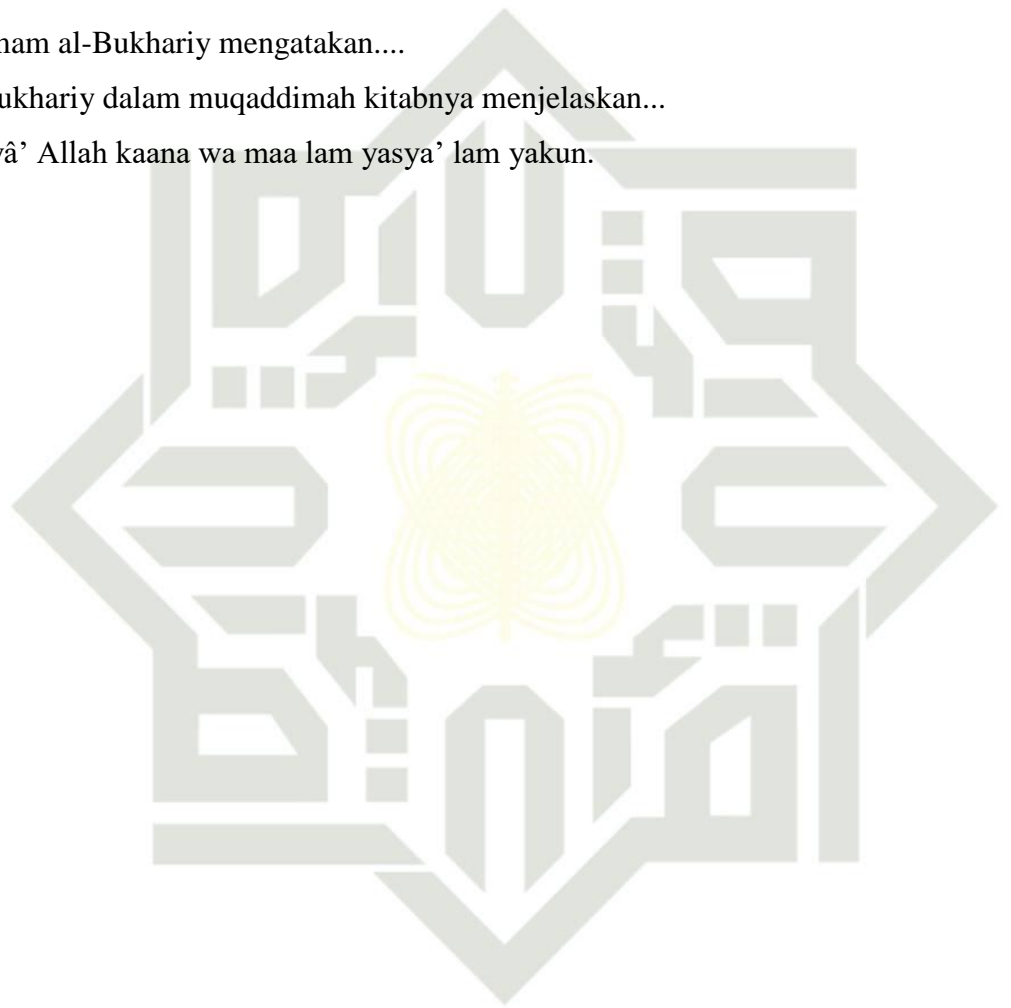 nam al-Bukhariy mengatakan....
ukhariy dalam muqaddimah kitabnya menjelaskan...
yâ’ Allah kaana wa maa lam yasya’ lam yakun.